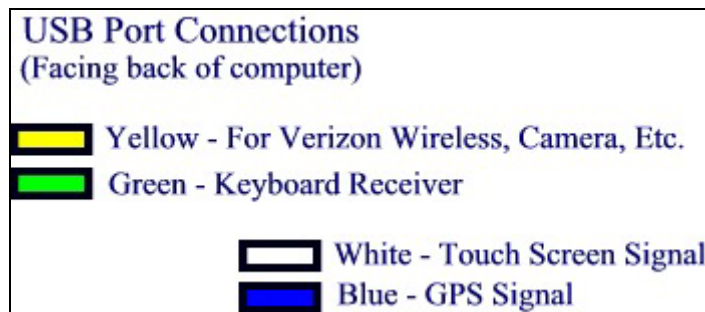 USB Port Connections
(Facing back of computer)
Yellow - For Verizon Wireless, Camera, Etc.
Green - Keyboard Receiver
White - Touch Screen Signal
Blue - GPS Signal